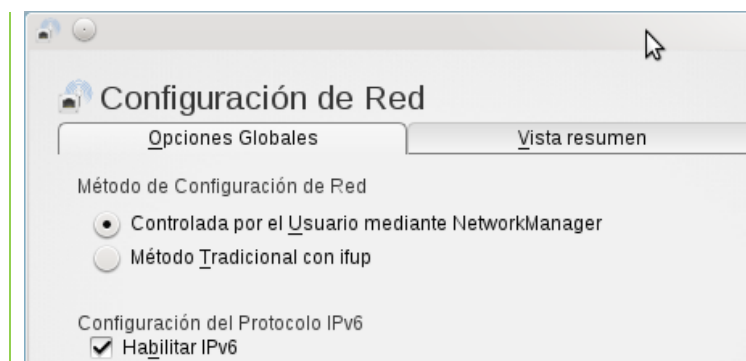 Configuración de Red
Opciones Globales
Vista resumen
Método de Configuración de Red
Controlada por el Usuario mediante NetworkManager
Método Tradicional con ifup
Configuración del Protocolo IPv6
Habilitar IPv6